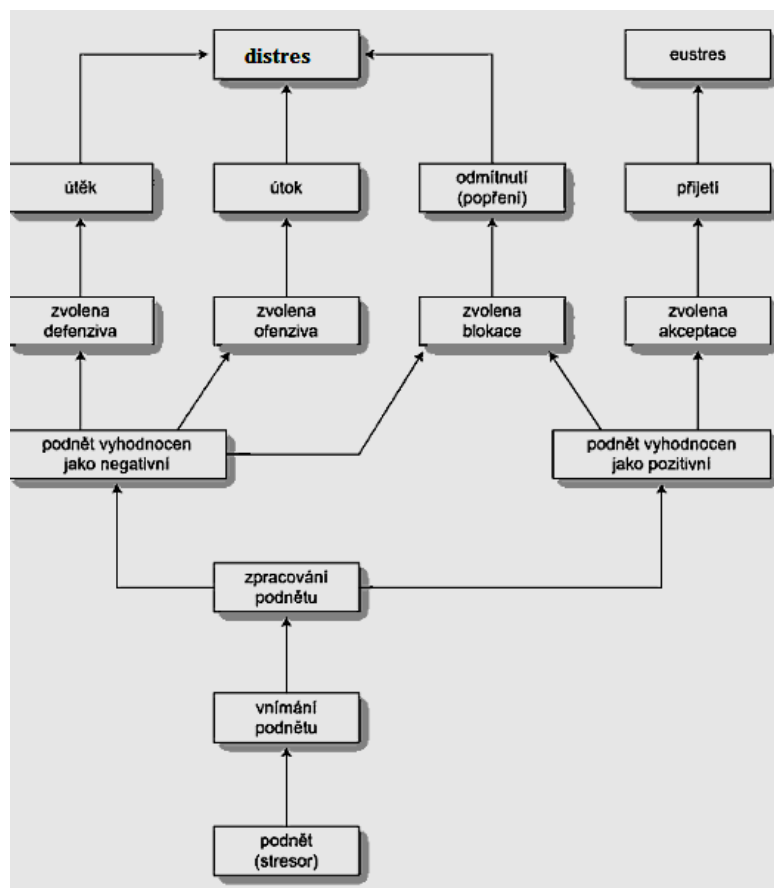 distres
eustres
útěk
útok
odmítnutí
(popření)
přijetí
zvolena
defenziva
zvolena
ofenziva
zvolena
blokace
zvolena
akceptace
podnět vyhodnocen
jako negativní
podnět vyhodnocen
jako pozitivní
zpracování
podnětu
vnímání
podnětu
podnět
(stresor)